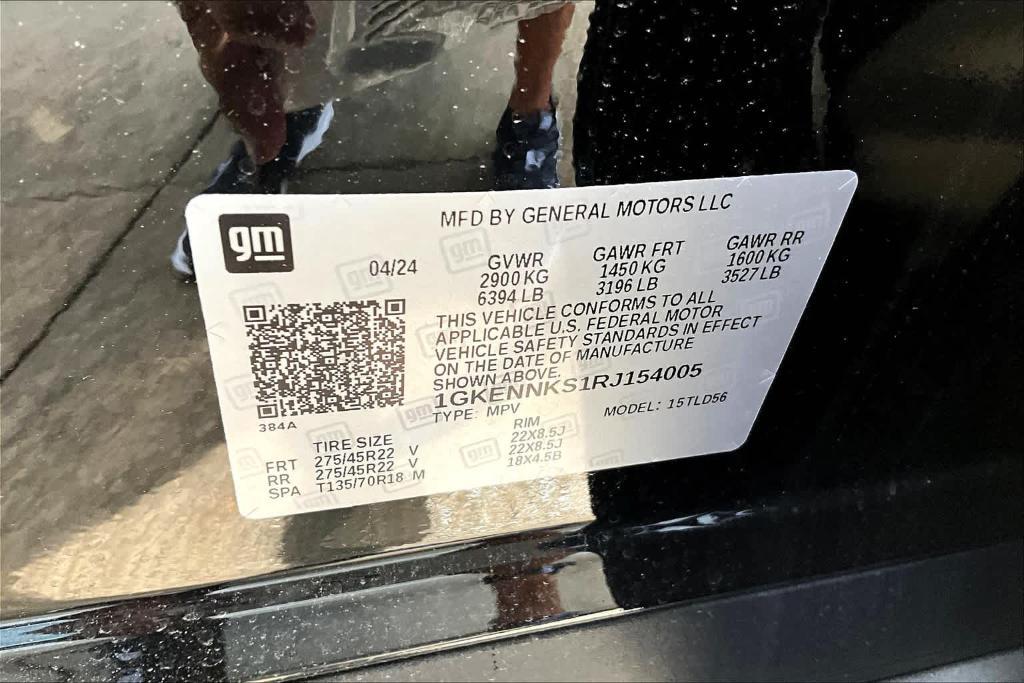 gm
MFD BY GENERAL MOTORS LLC
04/24
GVWR
2900 KG
6394 LB
GAWR FRT
1450 KG
3196 LB
GAWR RR
1600 KG
3527 LB
THIS VEHICLE CONFORMS TO ALL
APPLICABLE U.S. FEDERAL MOTOR
VEHICLE SAFETY STANDARDS IN EFFECT
ON THE DATE OF MANUFACTURE
SHOWN ABOVE.
1GKENNKS1RJ154005
TYPE: MPV
MODEL: 15TLD56
384A
TIRE SIZE
RIM
FRT 275/45R22 V 22X8.5J
RR 275/45R22 V 22X8.5J
SPA T135/70R18 M 18X4.5B